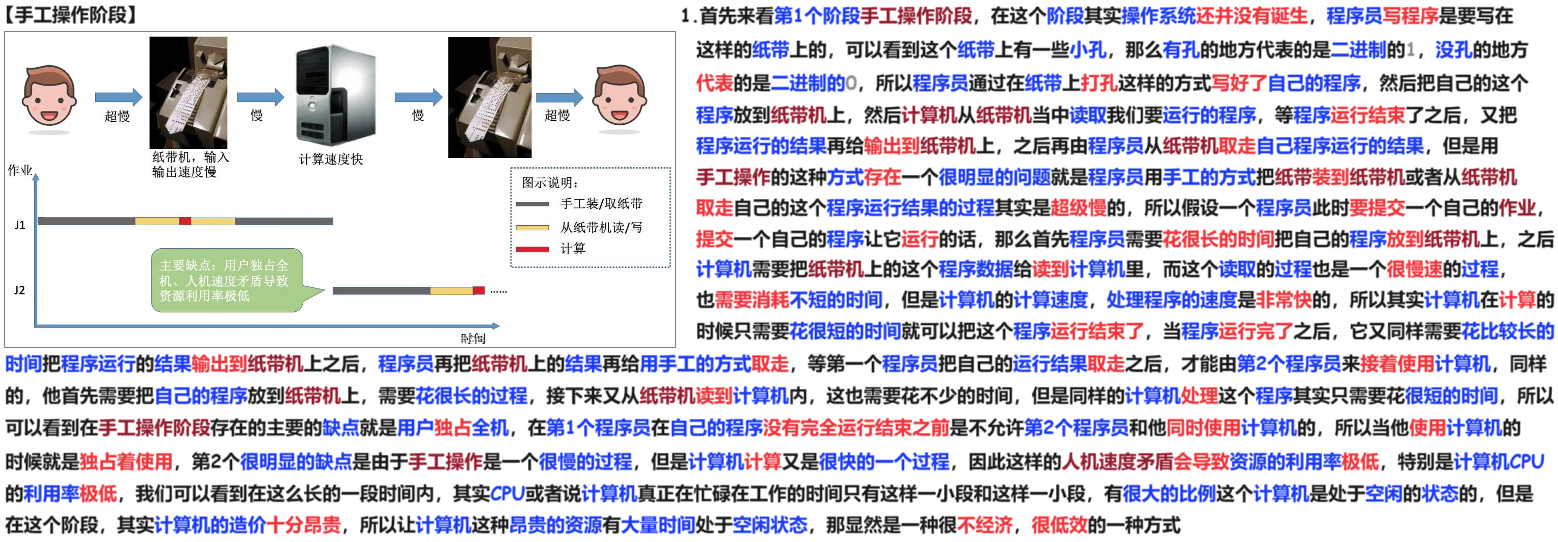 【手工操作阶段】
超慢
慢
慢
超慢
纸带机，输入
输出速度慢
计算速度快
作业
图示说明：
手工装/取纸带
从纸带机读/写
计算
J1
主要缺点：用户独占全
机、人机速度矛盾导致
资源利用率极低
J2
......
时间
1.首先来看第1个阶段手工操作阶段，在这个阶段其实操作系统还并没有诞生，程序员写程序是要写在
这样的纸带上的，可以看到这个纸带上有一些小孔，那么有孔的地方代表的是二进制的1，没孔的地方
代表的是二进制的0，所以程序员通过在纸带上打孔这样的方式写好了自己的程序，然后把自己的这个
程序放到纸带机上，然后计算机从纸带机当中读取我们要运行的程序，等程序运行结束了之后，又把
程序运行的结果再给输出到纸带机上，之后再由程序员从纸带机取走自己程序运行的结果，但是用
手工操作的这种方式存在一个很明显的问题就是程序员用手工的方式把纸带装到纸带机或者从纸带机
取走自己的这个程序运行结果的过程其实是超级慢的，所以假设一个程序员此时要提交一个自己的作业，
提交一个自己的程序让它运行的话，那么首先程序员需要花很长的时间把自己的程序放到纸带机上，之后
计算机需要把纸带机上的这个程序数据给读到计算机里，而这个读取的过程也是一个很慢速的过程，
也需要消耗不短的时间，但是计算机的计算速度，处理程序的速度是非常快的，所以其实计算机在计算的
时候只需要花很短的时间就可以把这个程序运行结束了，当程序运行完了之后，它又同样需要花比较长的
时间把程序运行的结果输出到纸带机上之后，程序员再把纸带机上的结果再给用手工的方式取走，等第一个程序员把自己的运行结果取走之后，才能由第2个程序员来接着使用计算机，同样
的，他首先需要把自己的程序放到纸带机上，需要花很长的过程，接下来又从纸带机读到计算机内，这也需要花不少的时间，但是同样的计算机处理这个程序其实只需要花很短的时间，所以
可以看到在手工操作阶段存在的主要的缺点就是用户独占全机，在第1个程序员在自己的程序没有完全运行结束之前是不允许第2个程序员和他同时使用计算机的，所以当他使用计算机的
时候就是独占着使用，第2个很明显的缺点是由于手工操作是一个很慢的过程，但是计算机计算又是很快的一个过程，因此这样的人机速度矛盾会导致资源的利用率极低，特别是计算机CPU
的利用率极低，我们可以看到在这么长的一段时间内，其实CPU或者说计算机真正在忙碌在工作的时间只有这样一小段和这样一小段，有很大的比例这个计算机是处于空闲的状态的，但是
在这个阶段，其实计算机的造价十分昂贵，所以让计算机这种昂贵的资源有大量时间处于空闲状态，那显然是一种很不经济，很低效的一种方式